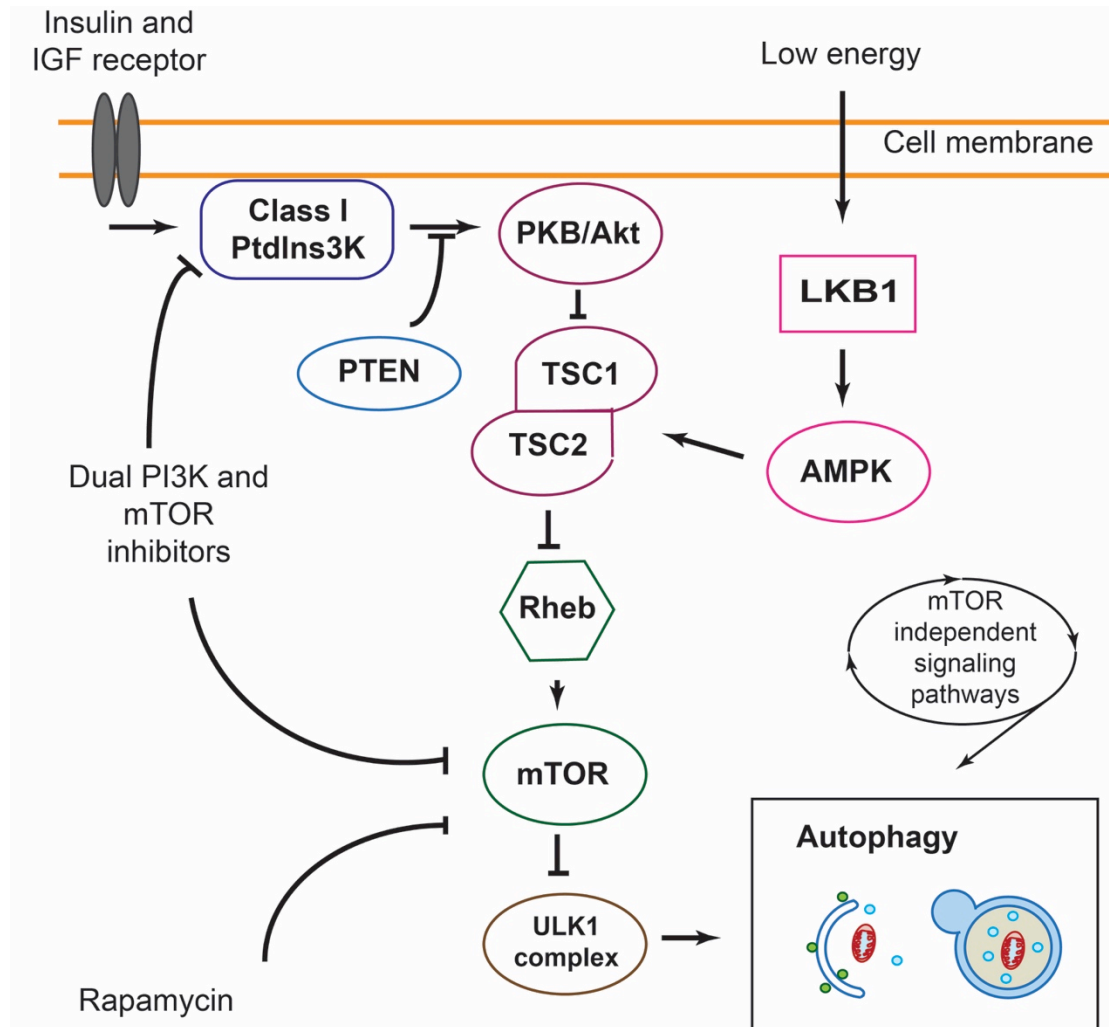 Insulin and
IGF receptor
Low energy
Cell membrane
Class I
PtdIns3K
PKB/Akt
LKB1
PTEN
TSC1
TSC2
AMPK
Dual PI3K and
mTOR
inhibitors
Rheb
mTOR
independent
signaling
pathways
mTOR
Autophagy
ULK1
complex
Rapamycin